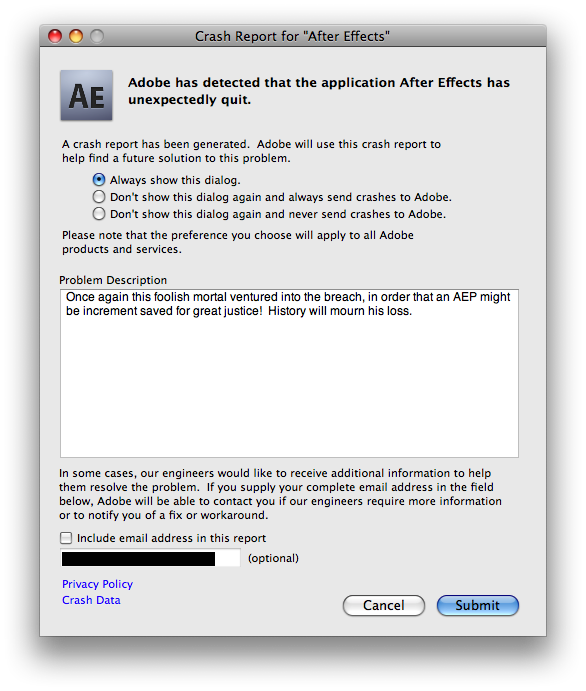 Crash Report for "After Effects"
AE
Adobe has detected that the application After Effects has
unexpectedly quit.
A crash report has been generated.  Adobe will use this crash report to
help find a future solution to this problem.
Always show this dialog.
Don't show this dialog again and always send crashes to Adobe.
Don't show this dialog again and never send crashes to Adobe.
Please note that the preference you choose will apply to all Adobe
products and services.
Problem Description
Once again this foolish mortal ventured into the breach, in order that an AEP might
be increment saved for great justice!  History will mourn his loss.
In some cases, our engineers would like to receive additional information to help
them resolve the problem.  If you supply your complete email address in the field
below, Adobe will be able to contact you if our engineers require more information
or to notify you of a fix or workaround.
Include email address in this report
(optional)
Privacy Policy
Crash Data
Cancel
Submit